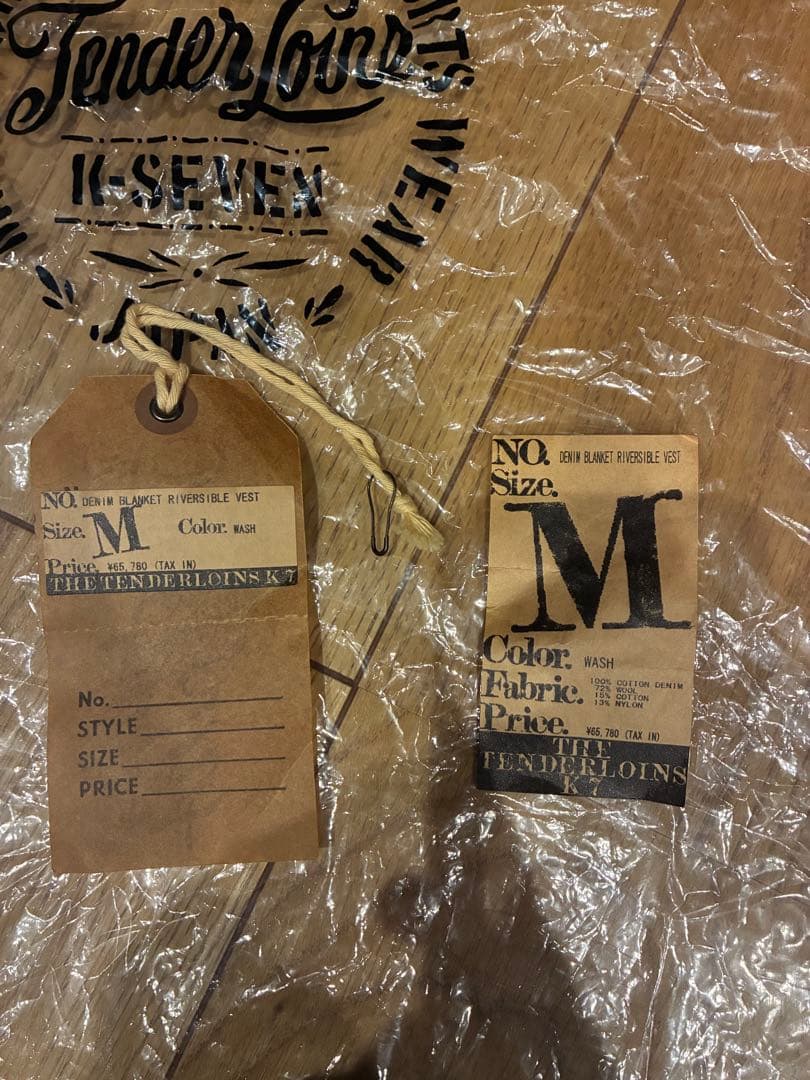 TenderLoins
K-SEVEN
WEAR
JAPAN
NO. DENIM BLANKET RIVERSIBLE VEST
Size. M Color. WASH
Price. ¥65,780 (TAX IN)
THE TENDERLOINS K7
No.
STYLE
SIZE
PRICE
NO. DENIM BLANKET RIVERSIBLE VEST
Size.
M
Color. WASH
Fabric. 100% COTTON DENIM
72% WOOL
15% COTTON
13% NYLON
Price. ¥65,780 (TAX IN)
THE
TENDERLOINS
K7